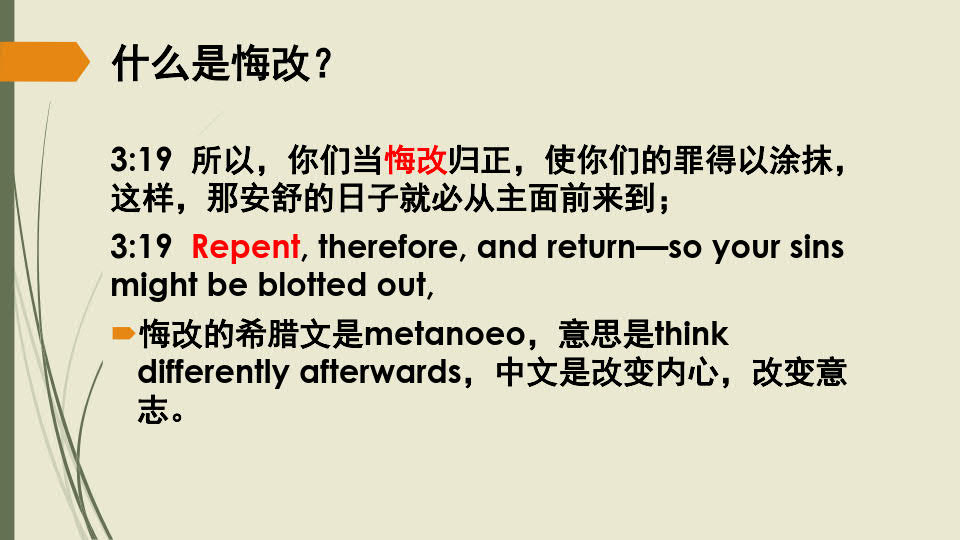 什么是悔改？
3:19  所以，你们当悔改归正，使你们的罪得以涂抹，
这样，那安舒的日子就必从主面前来到；
3:19  Repent, therefore, and return—so your sins
might be blotted out,
悔改的希腊文是metanoeo，意思是think
differently afterwards，中文是改变内心，改变意
志。